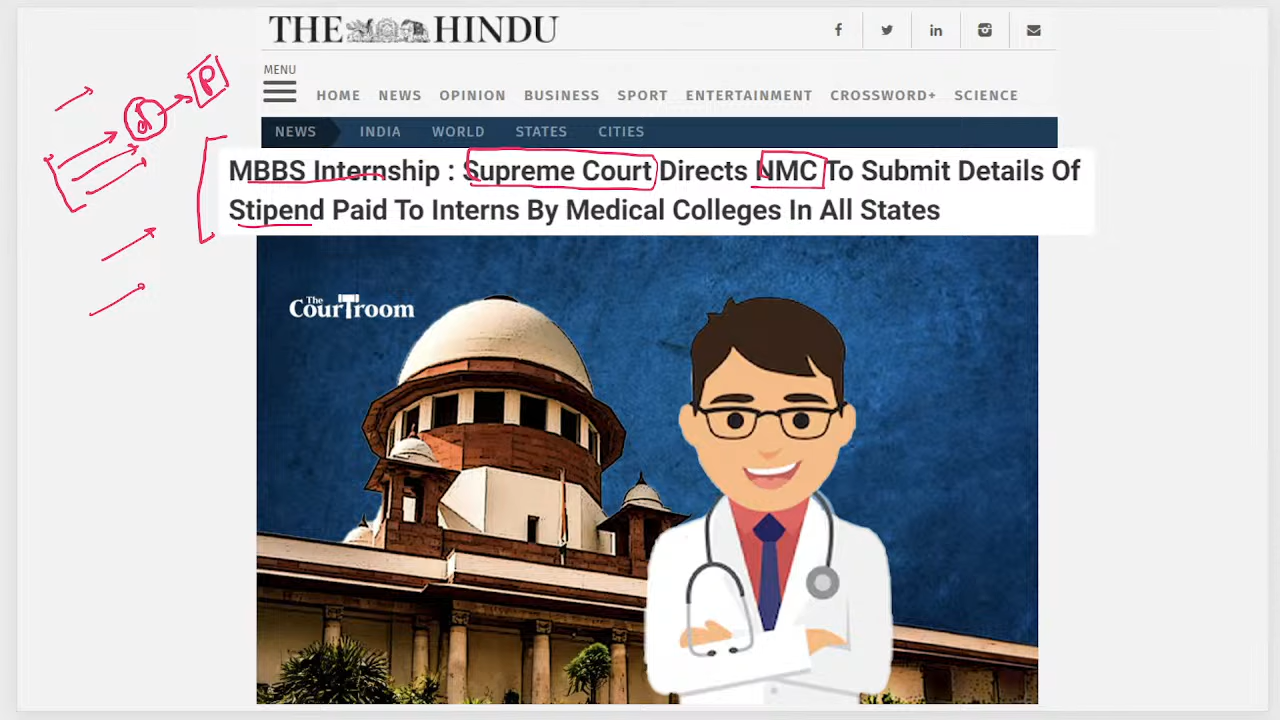 THE HINDU
MENU
HOME NEWS OPINION BUSINESS SPORT ENTERTAINMENT CROSSWORD+ SCIENCE
NEWS INDIA WORLD STATES CITIES
P
MBBS Internship : Supreme Court Directs NMC To Submit Details Of
Stipend Paid To Interns By Medical Colleges In All States
The CourTroom